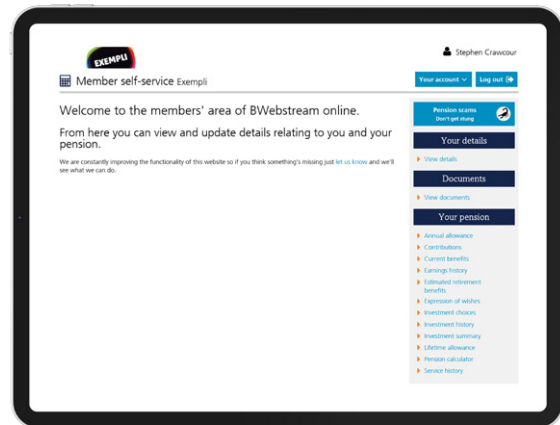 EXEMPLI
Stephen Crawcour
Member self-service Exempli
Your account
Log out
Welcome to the members' area of BWebstream online.
From here you can view and update details relating to you and your
pension.
We are constantly improving the functionality of this website so if you think something's missing just let us know and we'll
see what we can do.
Pension scams
Don't get stung
Your details
View details
Documents
View documents
Your pension
Annual allowance
Contributions
Current benefits
Earnings history
Estimated retirement
benefits
Expression of wishes
Investment choices
Investment history
Investment summary
Lifetime allowance
Pension calculator
Service history